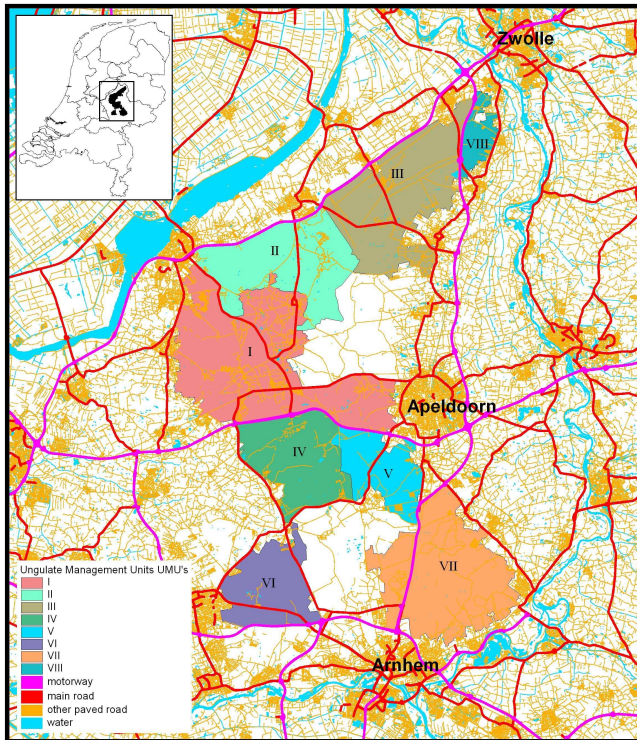 Zwolle
VIII
III
II
I
Apeldoorn
IV
V
VII
VI
Arnhem
Ungulate Management Units UMU's
I
II
III
IV
V
VI
VII
VIII
motorway
main road
other paved road
water